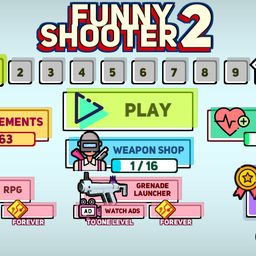 FUNNY
SHOOTER 2
2 3 4 5 6 7 8 9
PLAY
EMENTS
63
WEAPON SHOP
1 / 16
RPG
GRENADE
LAUNCHER
AD WATCH ADS
FOREVER
TO ONE LEVEL
FOREVER